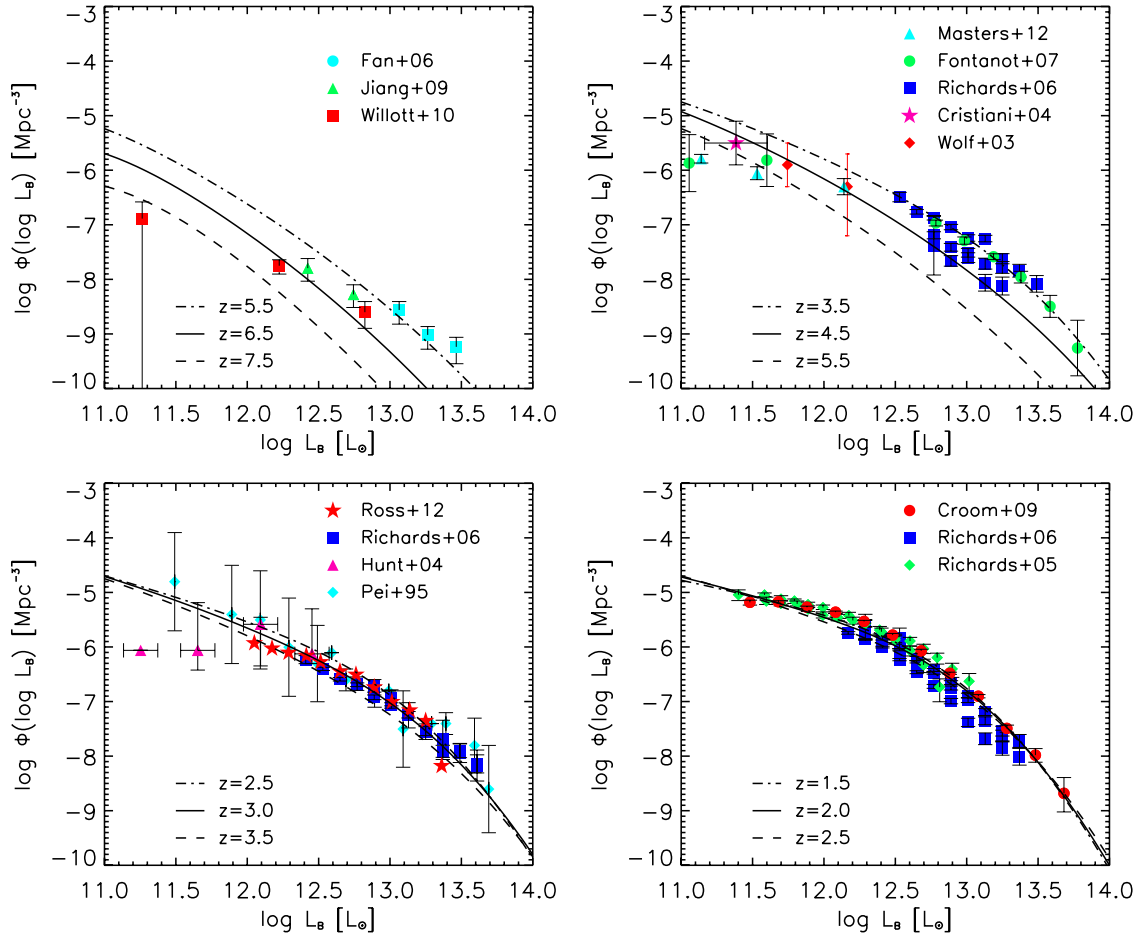 −3
−4
−5
−6
−7
−8
−9
−10
log Φ(log L_B) [Mpc⁻³]
Fan+06
Jiang+09
Willott+10
z=5.5
z=6.5
z=7.5
11.0 11.5 12.0 12.5 13.0 13.5 14.0
log L_B [L_⊙]
−3
−4
−5
−6
−7
−8
−9
−10
log Φ(log L_B) [Mpc⁻³]
Masters+12
Fontanot+07
Richards+06
Cristiani+04
Wolf+03
z=3.5
z=4.5
z=5.5
11.0 11.5 12.0 12.5 13.0 13.5 14.0
log L_B [L_⊙]
−3
−4
−5
−6
−7
−8
−9
−10
log Φ(log L_B) [Mpc⁻³]
Ross+12
Richards+06
Hunt+04
Pei+95
z=2.5
z=3.0
z=3.5
11.0 11.5 12.0 12.5 13.0 13.5 14.0
log L_B [L_⊙]
−3
−4
−5
−6
−7
−8
−9
−10
log Φ(log L_B) [Mpc⁻³]
Croom+09
Richards+06
Richards+05
z=1.5
z=2.0
z=2.5
11.0 11.5 12.0 12.5 13.0 13.5 14.0
log L_B [L_⊙]